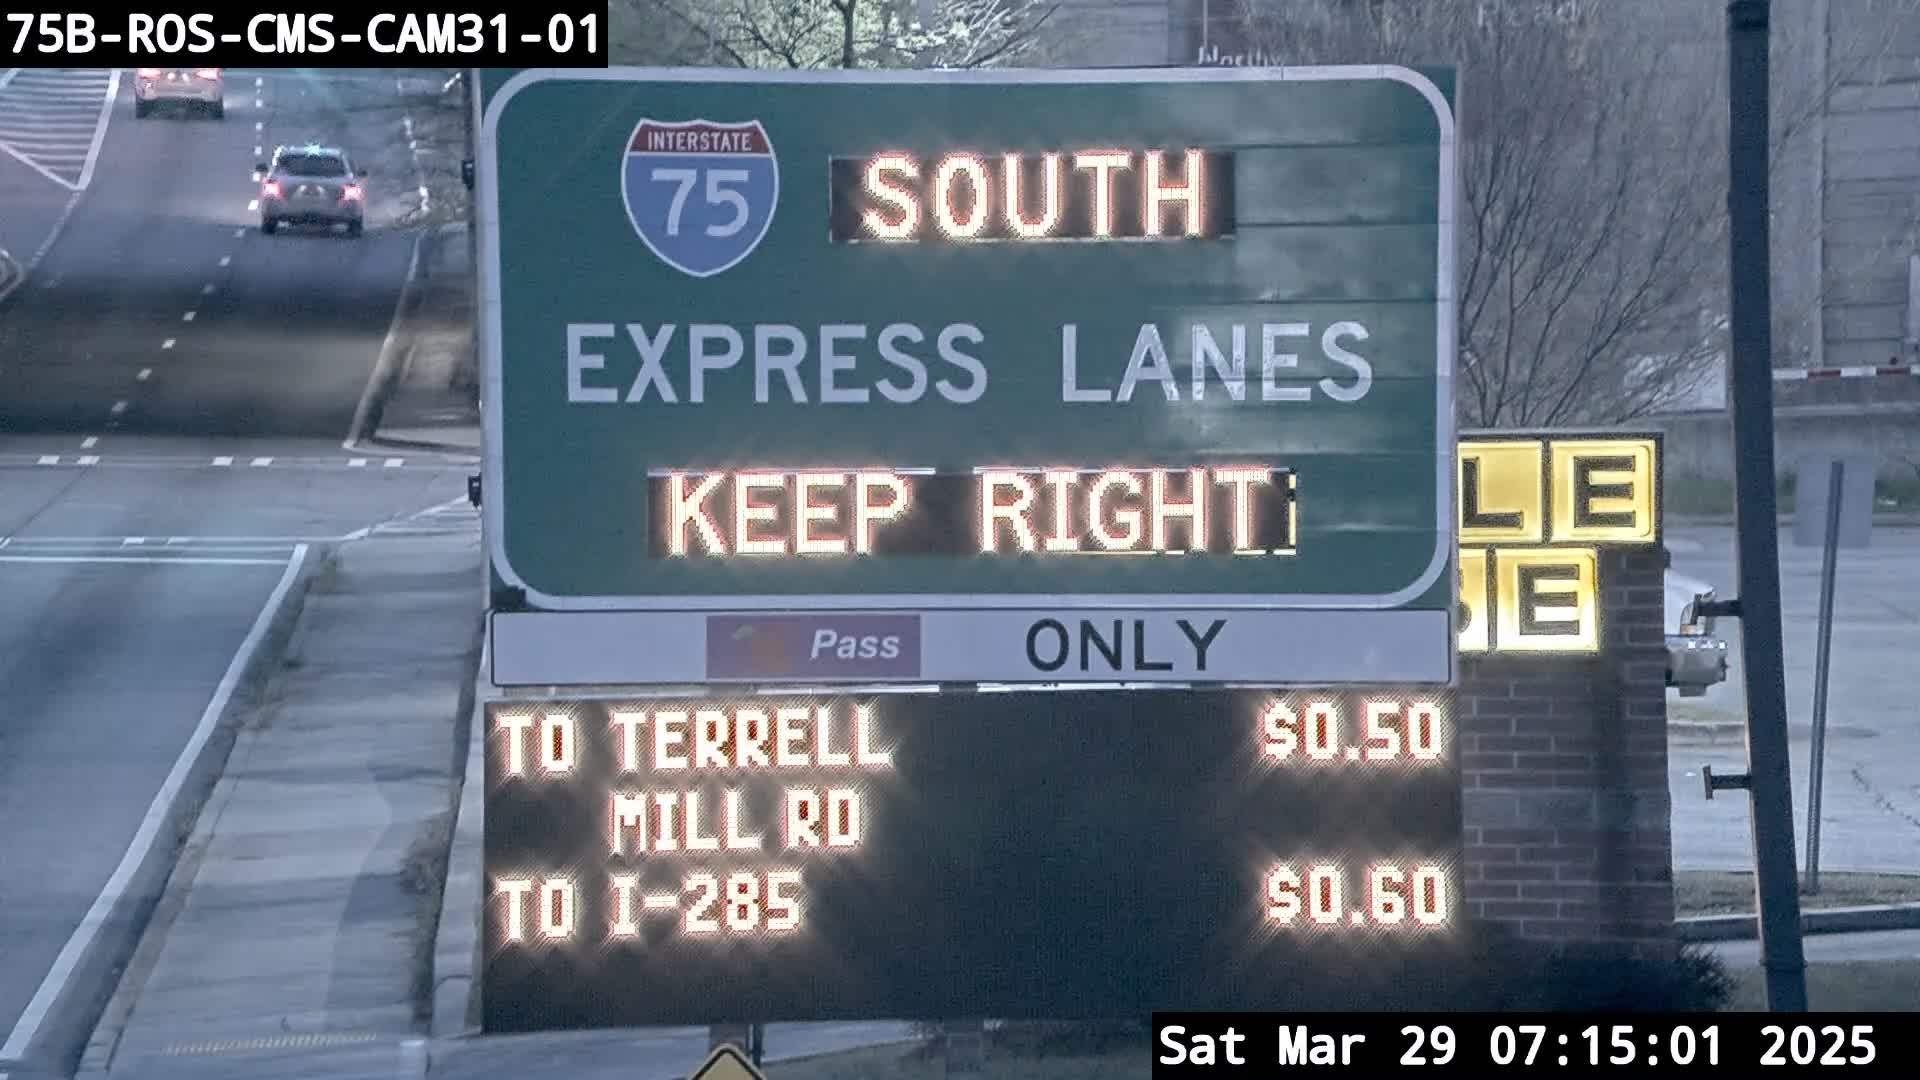 75B-ROS-CMS-CAM31-01
INTERSTATE
75
SOUTH
EXPRESS LANES
KEEP RIGHT
Pass ONLY
TO TERRELL $0.50
MILL RD
TO I-285 $0.60
LE
E
Sat Mar 29 07:15:01 2025